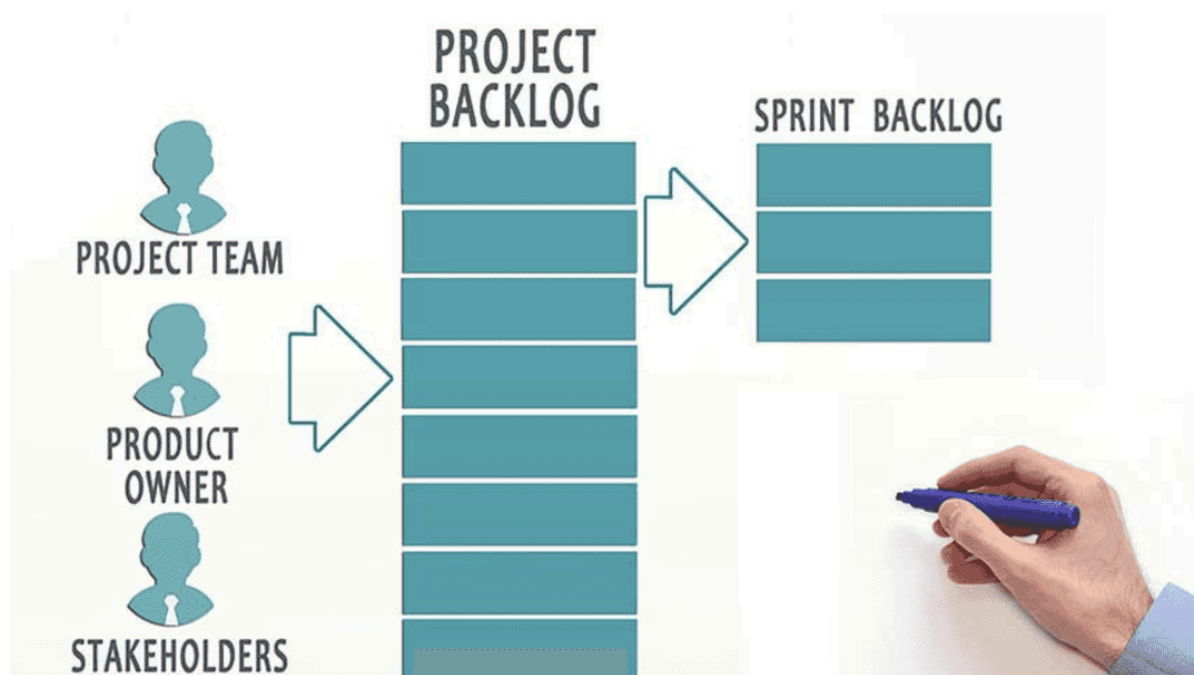 PROJECT
BACKLOG
SPRINT BACKLOG
PROJECT TEAM
PRODUCT
OWNER
STAKEHOLDERS